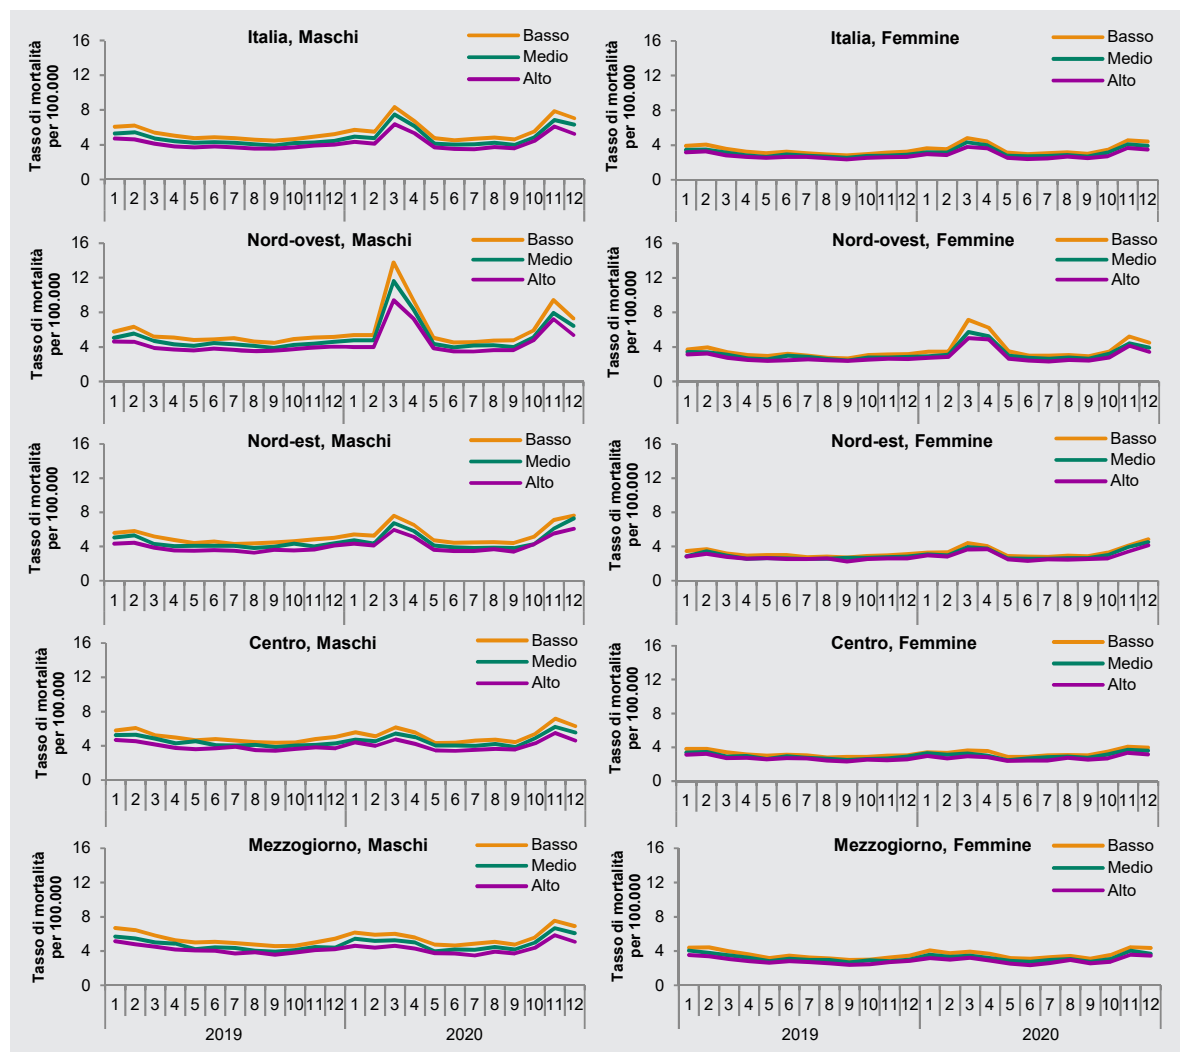 Italia, Maschi
Basso
Medio
Alto
Tasso di mortalità
per 100.000
16
12
8
4
0
1 2 3 4 5 6 7 8 9 10 11 12 1 2 3 4 5 6 7 8 9 10 11 12
Italia, Femmine
Basso
Medio
Alto
Tasso di mortalità
per 100.000
16
12
8
4
0
1 2 3 4 5 6 7 8 9 10 11 12 1 2 3 4 5 6 7 8 9 10 11 12
Nord-ovest, Maschi
Basso
Medio
Alto
Tasso di mortalità
per 100.000
16
12
8
4
0
1 2 3 4 5 6 7 8 9 10 11 12 1 2 3 4 5 6 7 8 9 10 11 12
Nord-ovest, Femmine
Basso
Medio
Alto
Tasso di mortalità
per 100.000
16
12
8
4
0
1 2 3 4 5 6 7 8 9 10 11 12 1 2 3 4 5 6 7 8 9 10 11 12
Nord-est, Maschi
Basso
Medio
Alto
Tasso di mortalità
per 100.000
16
12
8
4
0
1 2 3 4 5 6 7 8 9 10 11 12 1 2 3 4 5 6 7 8 9 10 11 12
Nord-est, Femmine
Basso
Medio
Alto
Tasso di mortalità
per 100.000
16
12
8
4
0
1 2 3 4 5 6 7 8 9 10 11 12 1 2 3 4 5 6 7 8 9 10 11 12
Centro, Maschi
Basso
Medio
Alto
Tasso di mortalità
per 100.000
16
12
8
4
0
1 2 3 4 5 6 7 8 9 10 11 12 1 2 3 4 5 6 7 8 9 10 11 12
Centro, Femmine
Basso
Medio
Alto
Tasso di mortalità
per 100.000
16
12
8
4
0
1 2 3 4 5 6 7 8 9 10 11 12 1 2 3 4 5 6 7 8 9 10 11 12
Mezzogiorno, Maschi
Basso
Medio
Alto
Tasso di mortalità
per 100.000
16
12
8
4
0
1 2 3 4 5 6 7 8 9 10 11 12 1 2 3 4 5 6 7 8 9 10 11 12
2019 2020
Mezzogiorno, Femmine
Basso
Medio
Alto
Tasso di mortalità
per 100.000
16
12
8
4
0
1 2 3 4 5 6 7 8 9 10 11 12 1 2 3 4 5 6 7 8 9 10 11 12
2019 2020